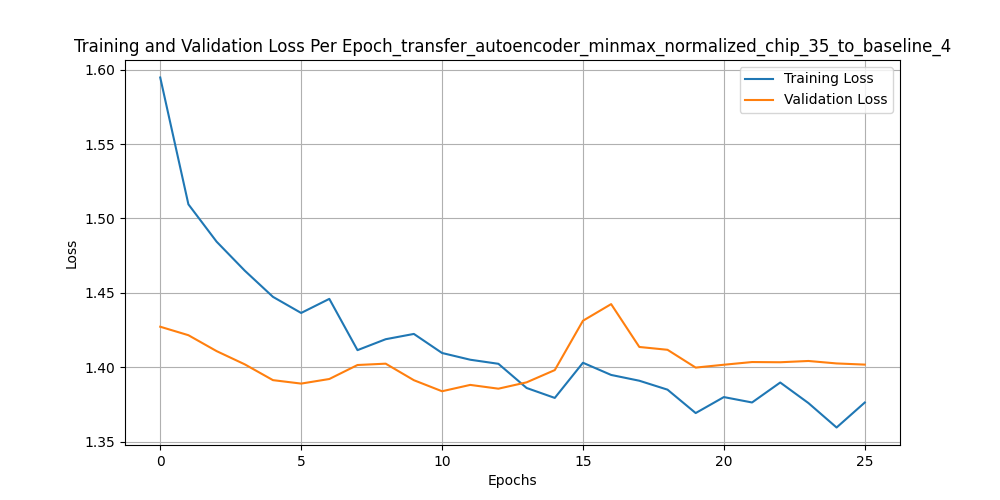 Training and Validation Loss Per Epoch_transfer_autoencoder_minmax_normalized_chip_35_to_baseline_4
Training Loss
Validation Loss
Loss
1.60
1.55
1.50
1.45
1.40
1.35
0 5 10 15 20 25
Epochs